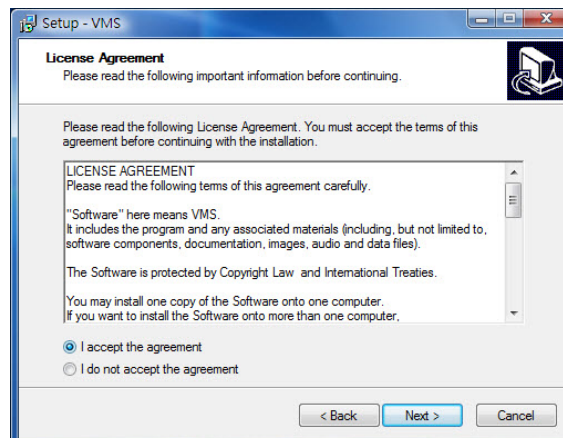 Setup - VMS
License Agreement
Please read the following important information before continuing.
Please read the following License Agreement. You must accept the terms of this
agreement before continuing with the installation.
LICENSE AGREEMENT
Please read the following terms of this agreement carefully.
"Software" here means VMS.
It includes the program and any associated materials (including, but not limited to,
software components, documentation, images, audio and data files).
The Software is protected by Copyright Law  and International Treaties.
You may install one copy of the Software onto one computer.
If you want to install the Software onto more than one computer,
I accept the agreement
I do not accept the agreement
< Back
Next >
Cancel